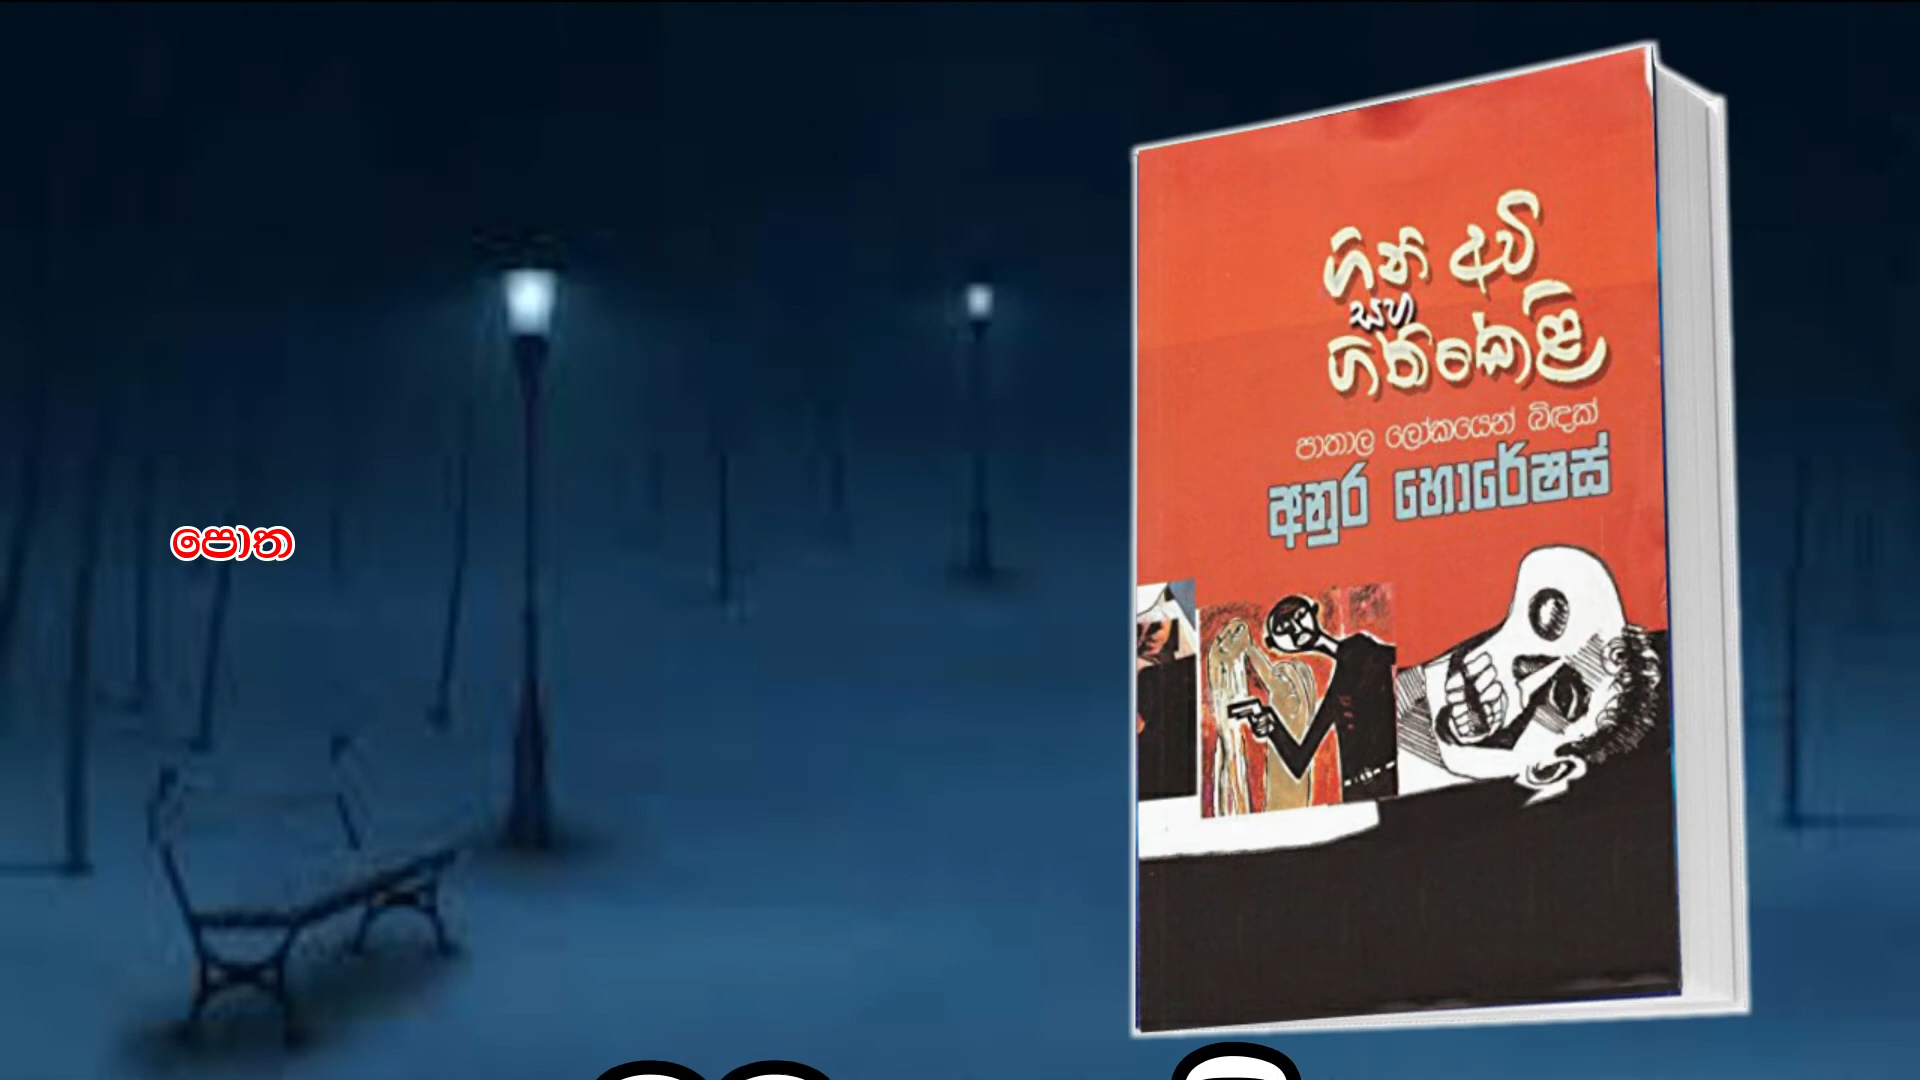 පොත
ගිනි අවි
සහ
ගිනිකෙළි
පාතාල ලෝකයෙන් බිඳක්
අනුර හොරේෂස්